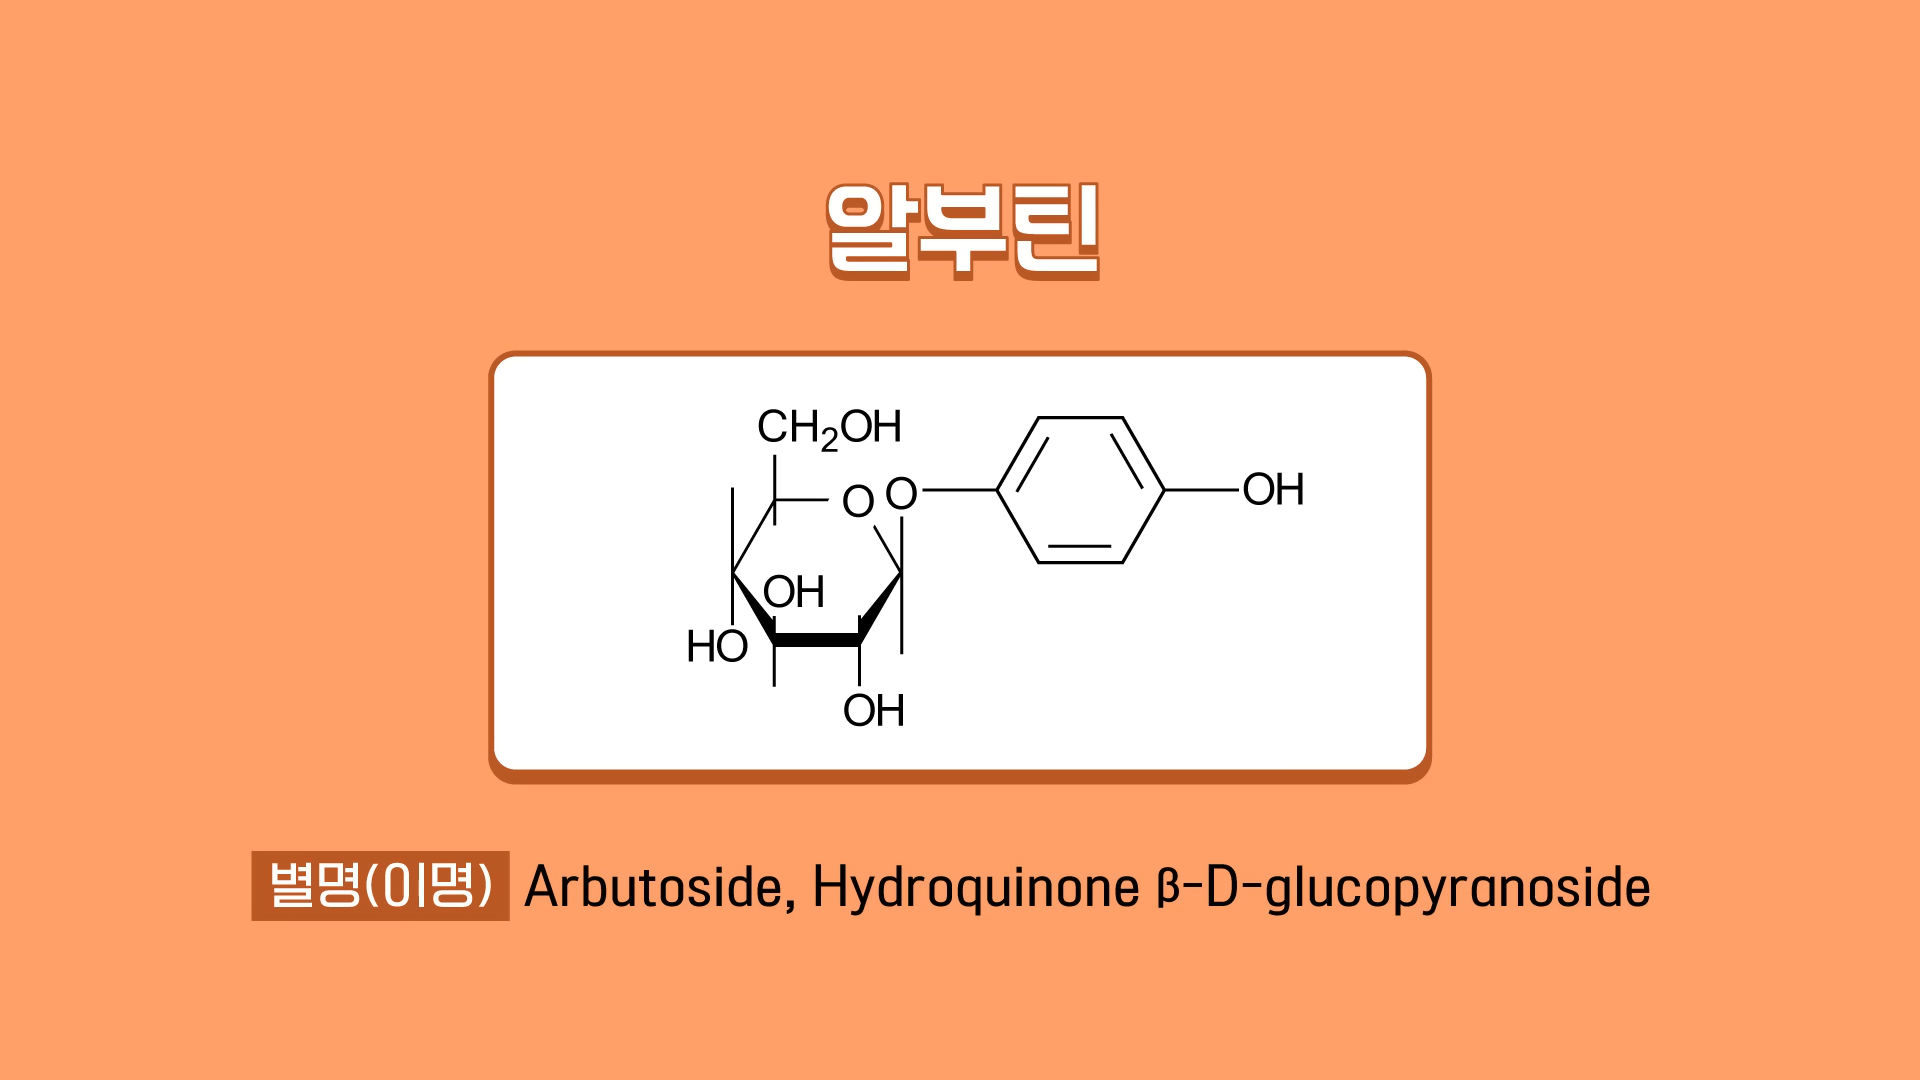 알부틴
CH₂OH
O O OH
OH
HO
OH
별명(이명) Arbutoside, Hydroquinone β-D-glucopyranoside